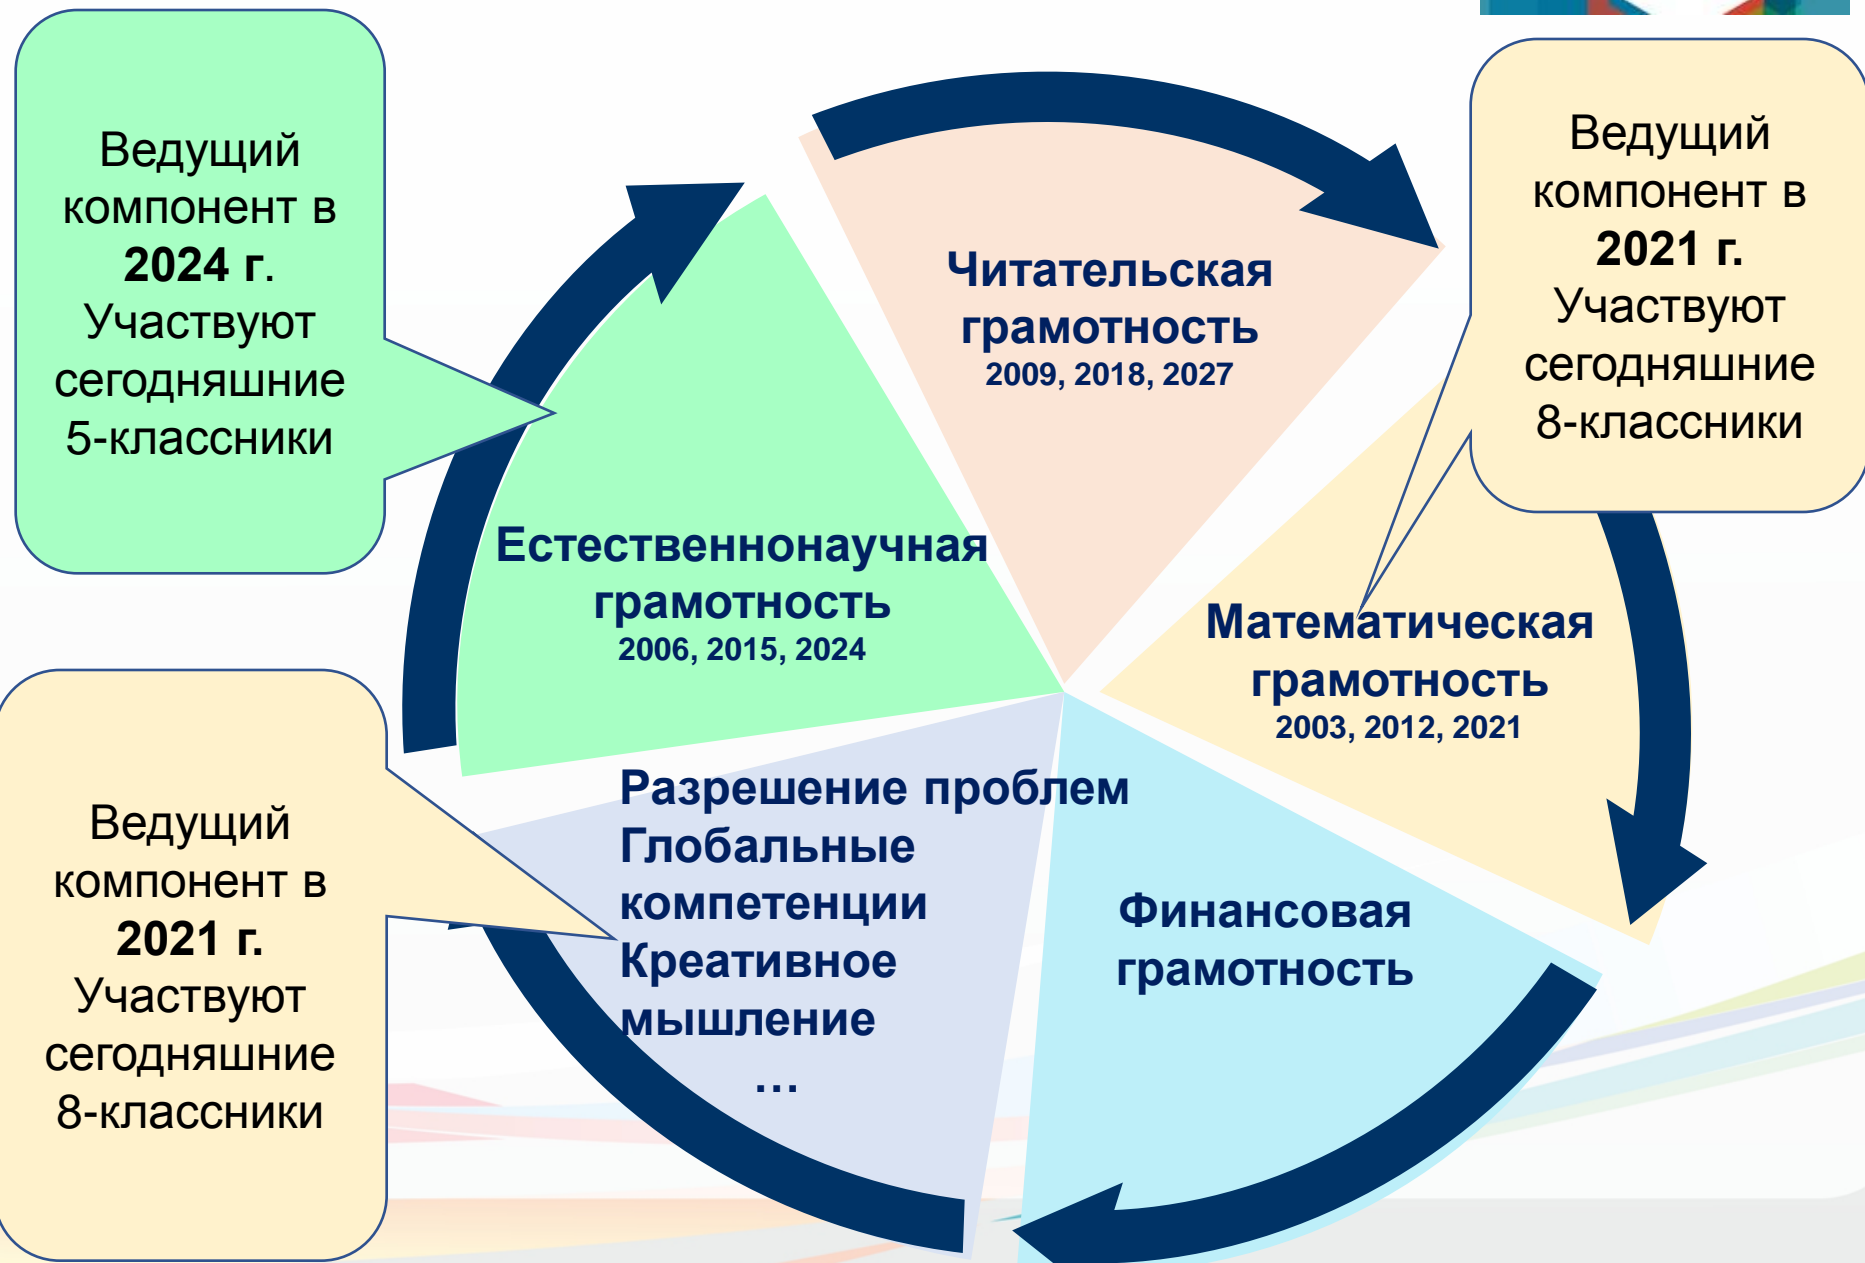 Ведущий
компонент в
2024 г.
Участвуют
сегодняшние
5-классники
Ведущий
компонент в
2021 г.
Участвуют
сегодняшние
8-классники
Читательская
грамотность
2009, 2018, 2027
Естественнонаучная
грамотность
2006, 2015, 2024
Математическая
грамотность
2003, 2012, 2021
Ведущий
компонент в
2021 г.
Участвуют
сегодняшние
8-классники
Разрешение проблем
Глобальные
компетенции
Креативное
мышление
…
Финансовая
грамотность